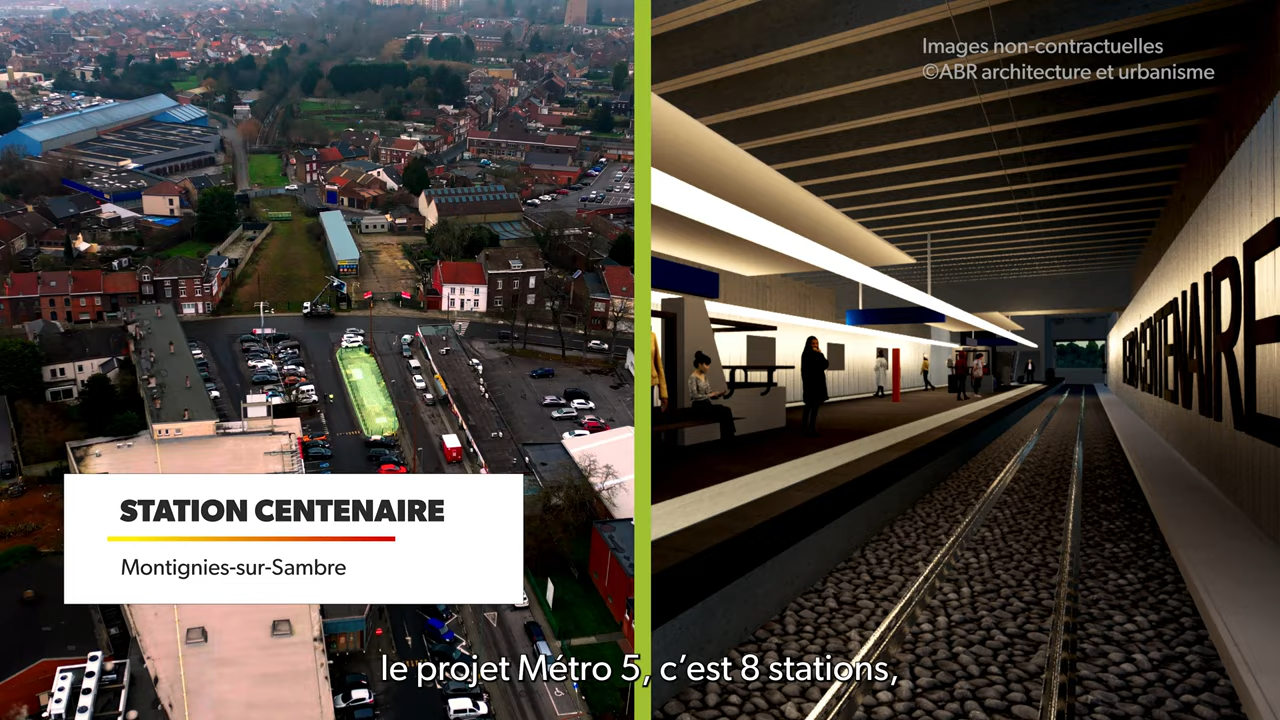 Images non-contractuelles
©ABR architecture et urbanisme
CENTENAIRE
STATION CENTENAIRE
Montignies-sur-Sambre
le projet Métro 5, c’est 8 stations,